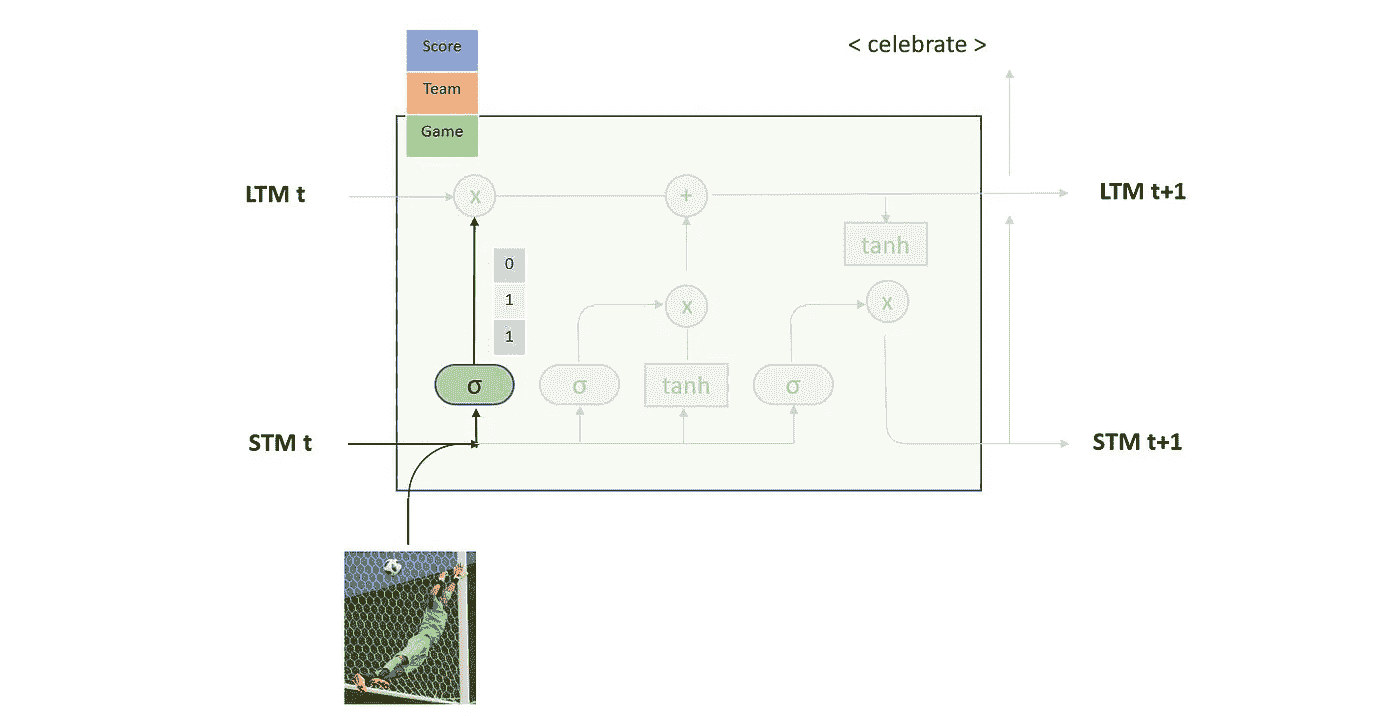 Score
< celebrate >
Team
Game
LTM t
x
+
LTM t+1
tanh
0
1
x
x
1
σ
σ
tanh
σ
STM t
STM t+1